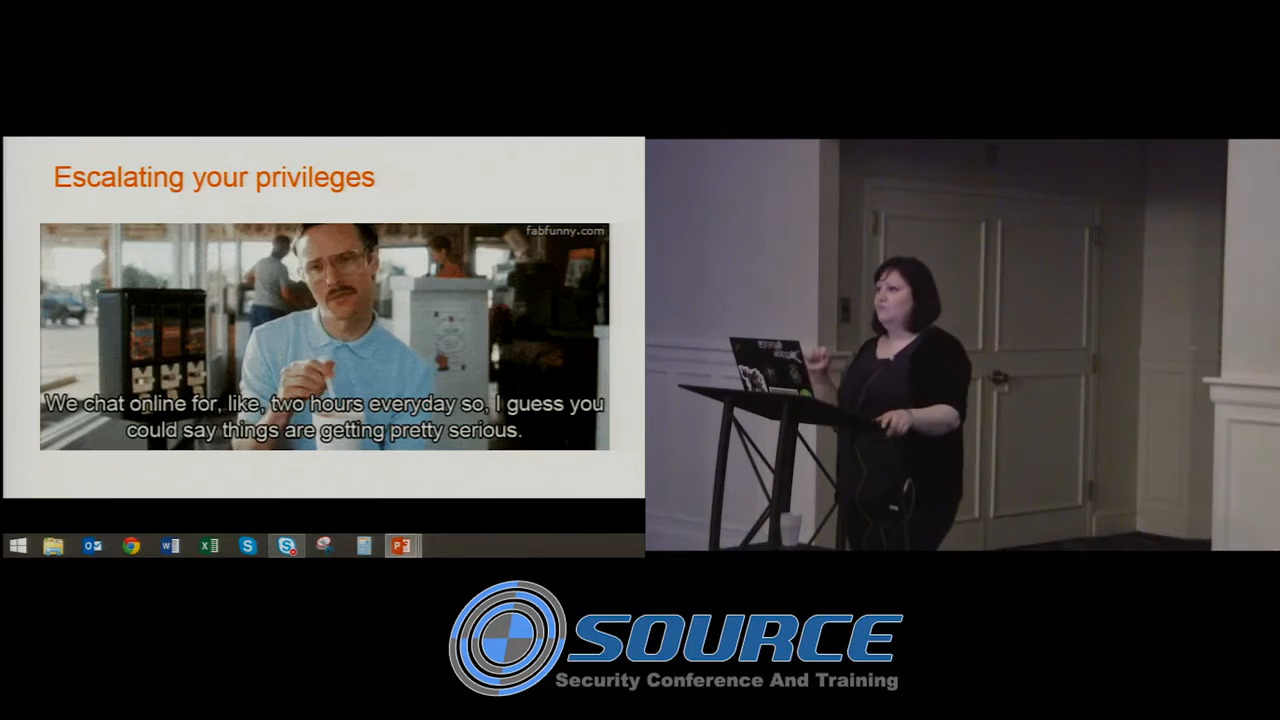 Escalating your privileges
fabfunny.com
We chat online for, like, two hours everyday so, I guess you
could say things are getting pretty serious.
SOURCE
Security Conference And Training